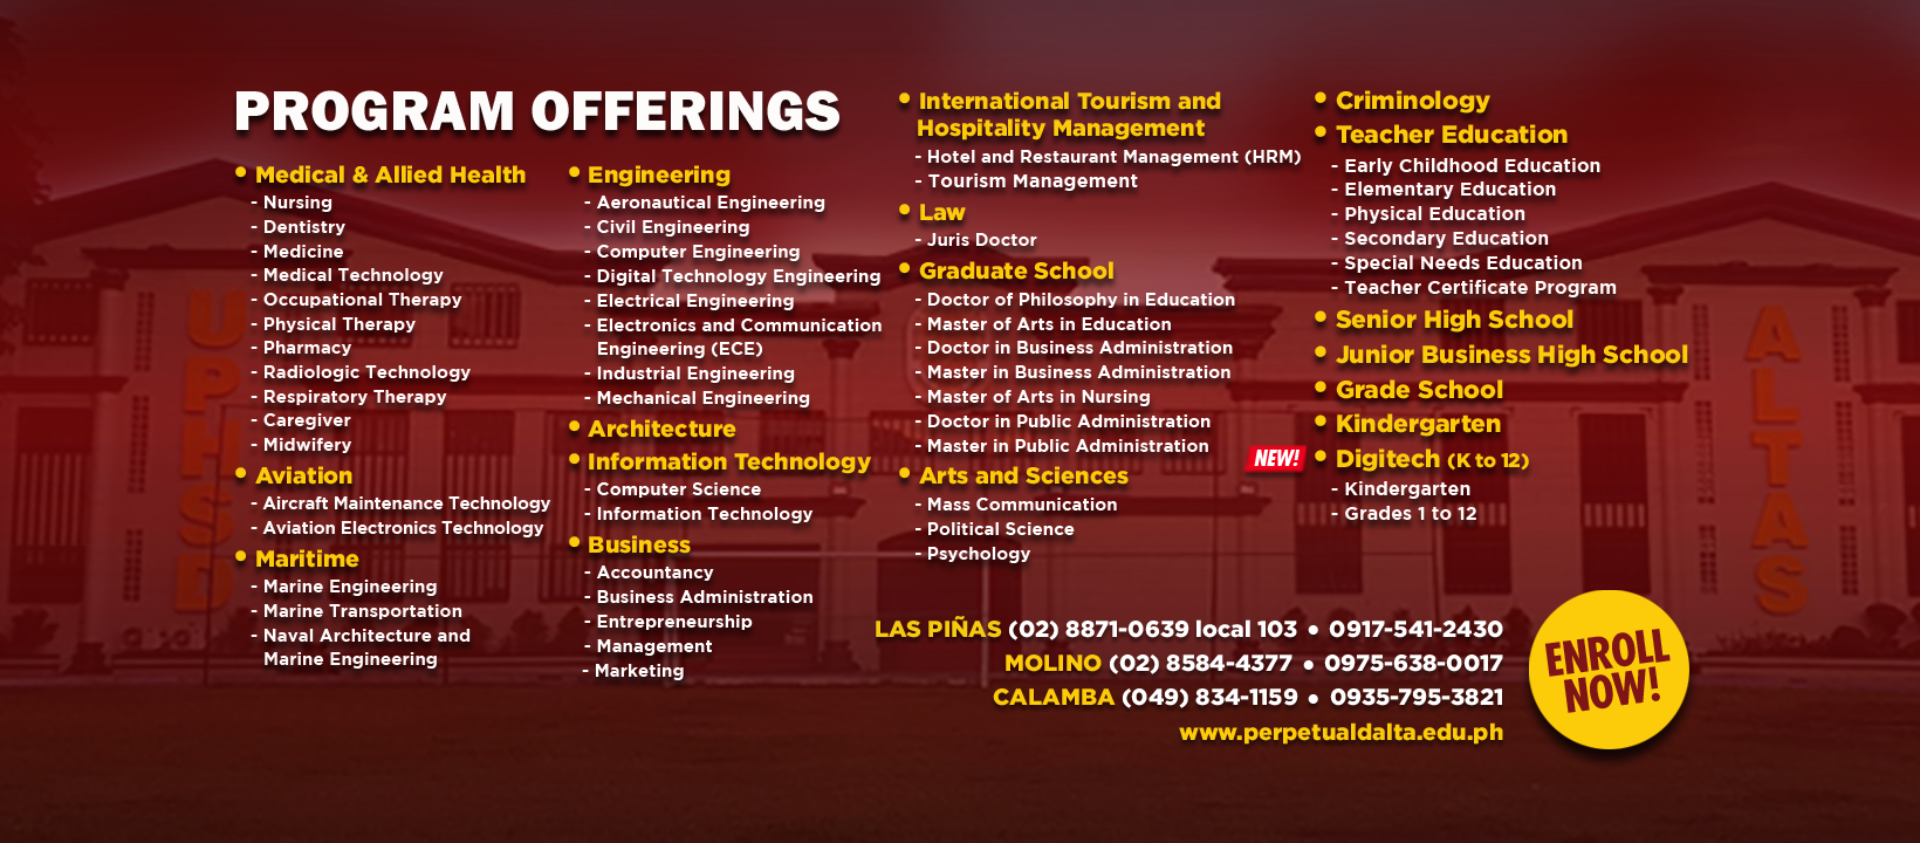 PROGRAM OFFERINGS
• Medical & Allied Health
- Nursing
- Dentistry
- Medicine
- Medical Technology
- Occupational Therapy
- Physical Therapy
- Pharmacy
- Radiologic Technology
- Respiratory Therapy
- Caregiver
- Midwifery
• Aviation
- Aircraft Maintenance Technology
- Aviation Electronics Technology
• Maritime
- Marine Engineering
- Marine Transportation
- Naval Architecture and
Marine Engineering
• Engineering
- Aeronautical Engineering
- Civil Engineering
- Computer Engineering
- Digital Technology Engineering
- Electrical Engineering
- Electronics and Communication
Engineering (ECE)
- Industrial Engineering
- Mechanical Engineering
• Architecture
• Information Technology
- Computer Science
- Information Technology
• Business
- Accountancy
- Business Administration
- Entrepreneurship
- Management
- Marketing
• International Tourism and
Hospitality Management
- Hotel and Restaurant Management (HRM)
- Tourism Management
• Law
- Juris Doctor
• Graduate School
- Doctor of Philosophy in Education
- Master of Arts in Education
- Doctor in Business Administration
- Master in Business Administration
- Master of Arts in Nursing
- Doctor in Public Administration
- Master in Public Administration
• Arts and Sciences
- Mass Communication
- Political Science
- Psychology
• Criminology
• Teacher Education
- Early Childhood Education
- Elementary Education
- Physical Education
- Secondary Education
- Special Needs Education
- Teacher Certificate Program
• Senior High School
• Junior Business High School
• Grade School
• Kindergarten
NEW! • Digitech (K to 12)
- Kindergarten
- Grades 1 to 12
LAS PIÑAS (02) 8871-0639 local 103 • 0917-541-2430
MOLINO (02) 8584-4377 • 0975-638-0017
CALAMBA (049) 834-1159 • 0935-795-3821
www.perpetualdalta.edu.ph
ENROLL
NOW!
UPHSD
ALTAS